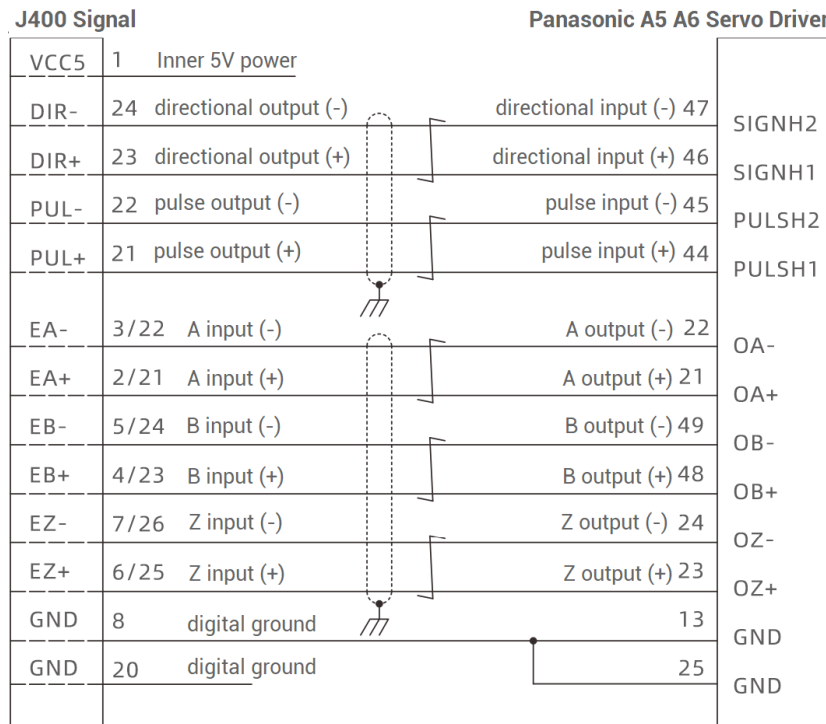 J400 Signal Panasonic A5 A6 Servo Driver
VCC5 1 Inner 5V power
DIR- 24 directional output (-) directional input (-) 47 SIGNH2
DIR+ 23 directional output (+) directional input (+) 46 SIGNH1
PUL- 22 pulse output (-) pulse input (-) 45 PULSH2
PUL+ 21 pulse output (+) pulse input (+) 44 PULSH1
EA- 3/22 A input (-) A output (-) 22 OA-
EA+ 2/21 A input (+) A output (+) 21 OA+
EB- 5/24 B input (-) B output (-) 49 OB-
EB+ 4/23 B input (+) B output (+) 48 OB+
EZ- 7/26 Z input (-) Z output (-) 24 OZ-
EZ+ 6/25 Z input (+) Z output (+) 23 OZ+
GND 8 digital ground 13 GND
GND 20 digital ground 25 GND